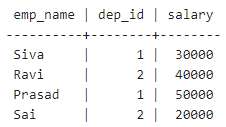 emp_name | dep_id | salary
----------+--------+--------
Siva | 1 | 30000
Ravi | 2 | 40000
Prasad | 1 | 50000
Sai | 2 | 20000